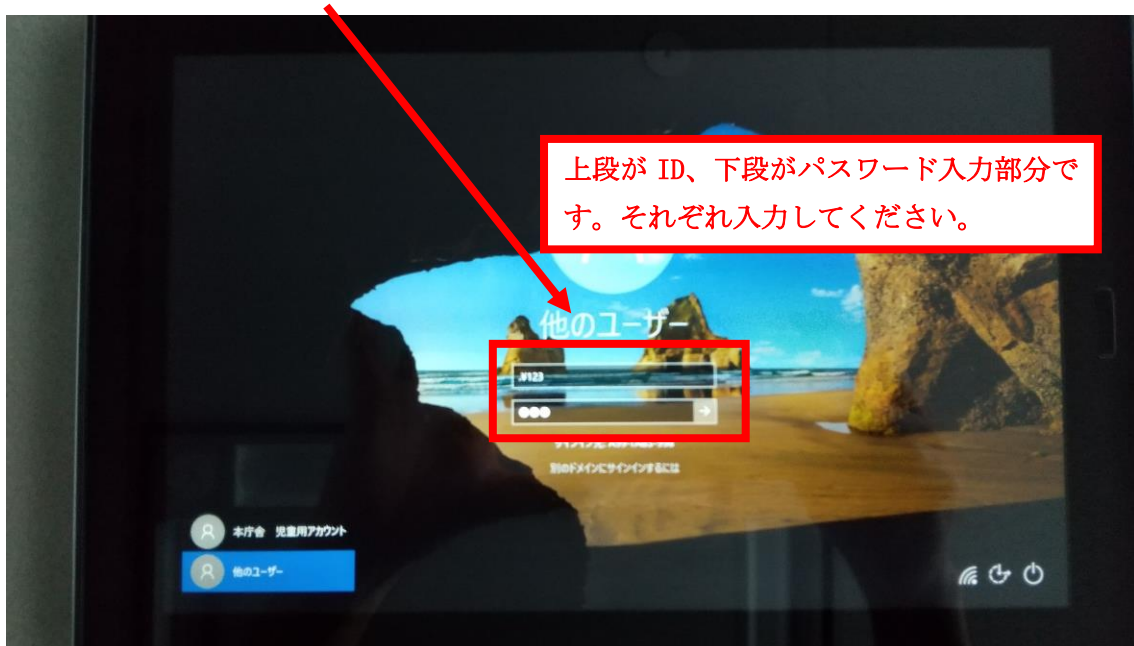 上段が ID、下段がパスワード入力部分で
す。それぞれ入力してください。
他のユーザー
.¥123
別のドメインにサインインするには
本庁舎 児童用アカウント
他のユーザー